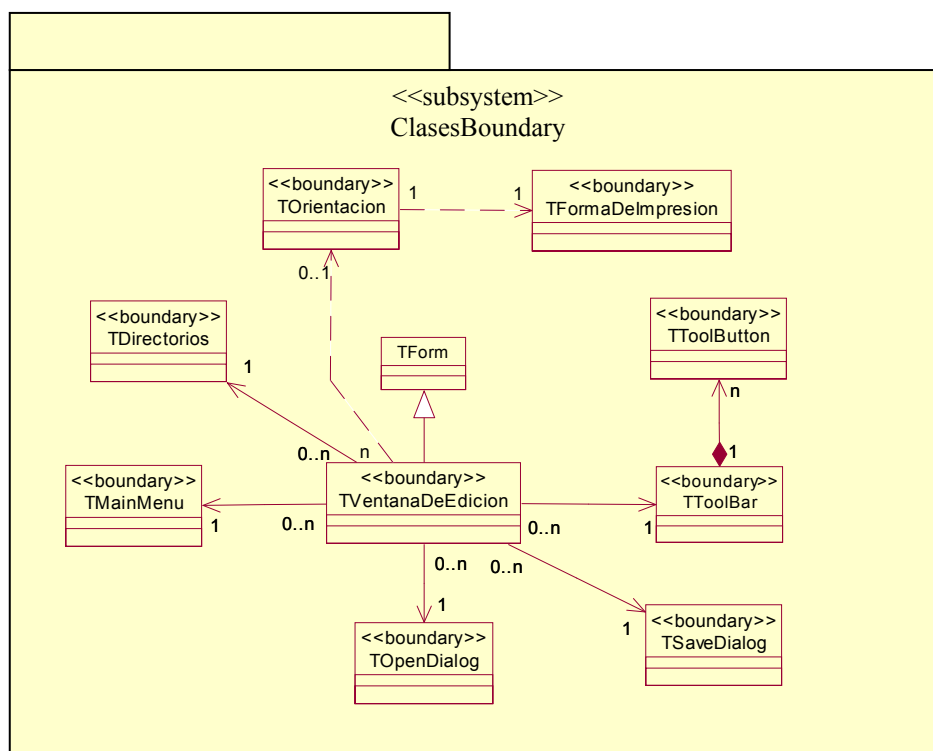 <<subsystem>>
ClasesBoundary
<<boundary>>
TOrientacion
1
1
<<boundary>>
TFormaDeImpresion
0..1
<<boundary>>
TDirectorios
1
TForm
<<boundary>>
TToolButton
n
0..n
n
<<boundary>>
TMainMenu
1
0..n
<<boundary>>
TVentanaDeEdicion
0..n
1
1
<<boundary>>
TToolBar
0..n
0..n
1
<<boundary>>
TOpenDialog
1
<<boundary>>
TSaveDialog